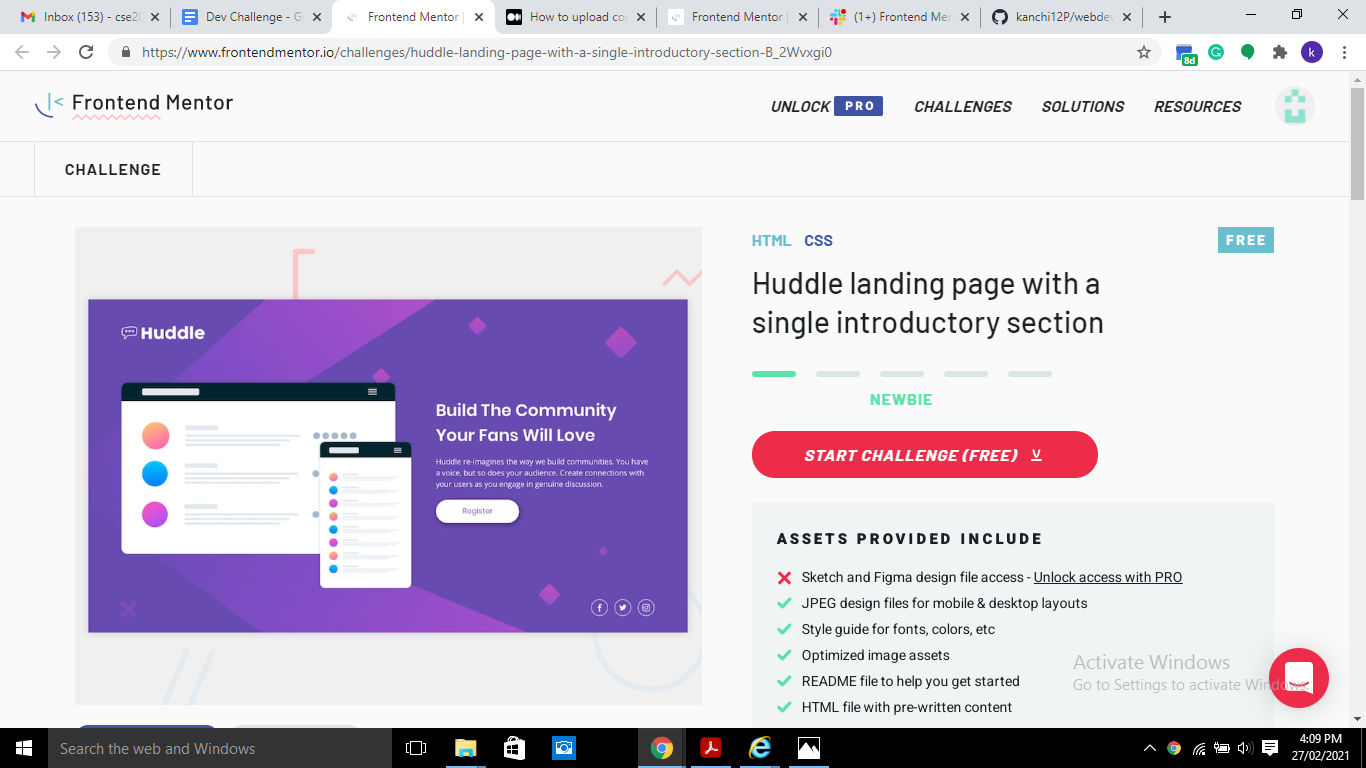 Inbox (153) - cse20
Dev Challenge - G
Frontend Mentor |
How to upload cod
Frontend Mentor |
(1+) Frontend Men
kanchi12P/webdev
https://www.frontendmentor.io/challenges/huddle-landing-page-with-a-single-introductory-section-B_2Wvxgi0
8d
k
Frontend Mentor
UNLOCK PRO CHALLENGES SOLUTIONS RESOURCES
CHALLENGE
Huddle
Build The Community
Your Fans Will Love
Huddle re-imagines the way we build communities. You have
a voice, but so does your audience. Create connections with
your users as you engage in genuine discussion.
Register
HTML CSS
FREE
Huddle landing page with a
single introductory section
NEWBIE
START CHALLENGE (FREE)
ASSETS PROVIDED INCLUDE
Sketch and Figma design file access - Unlock access with PRO
JPEG design files for mobile & desktop layouts
Style guide for fonts, colors, etc
Optimized image assets
README file to help you get started
HTML file with pre-written content
Activate Windows
Go to Settings to activate Windows.
Search the web and Windows
4:09 PM
27/02/2021